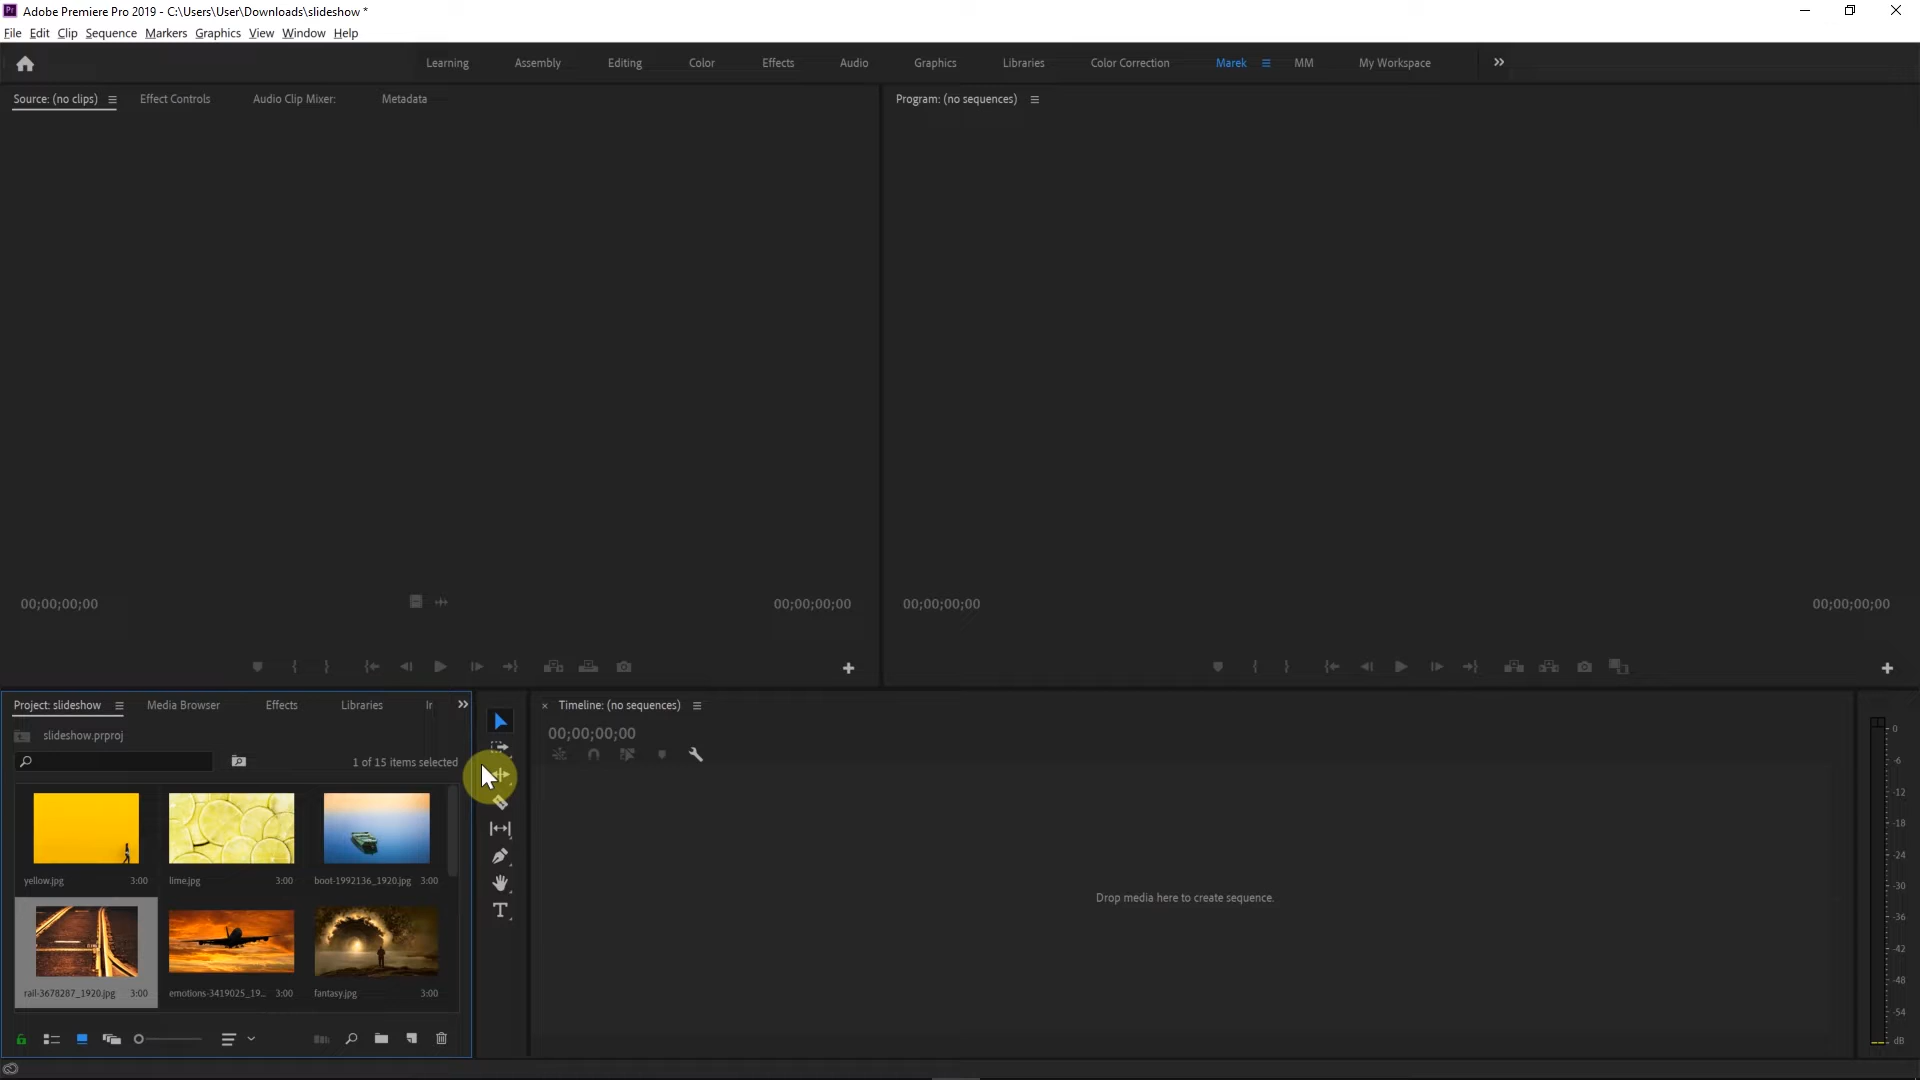 Adobe Premiere Pro 2019 - C:\Users\User\Downloads\slideshow *
File Edit Clip Sequence Markers Graphics View Window Help
Learning Assembly Editing Color Effects Audio Graphics Libraries Color Correction Marek MM My Workspace
Source: (no clips) Effect Controls Audio Clip Mixer: Metadata
Program: (no sequences)
00;00;00;00 00;00;00;00
00;00;00;00 00;00;00;00
Project: slideshow Media Browser Effects Libraries Ir
slideshow.prproj
1 of 15 items selected
yellow.jpg 3:00 lime.jpg 3:00 boot-1992136_1920.jpg 3:00
rail-3678287_1920.jpg 3:00 emotions-3419025_19... 3:00 fantasy.jpg 3:00
Timeline: (no sequences)
00;00;00;00
Drop media here to create sequence.
0
-6
-12
-18
-24
-30
-36
-42
-48
-54
dB